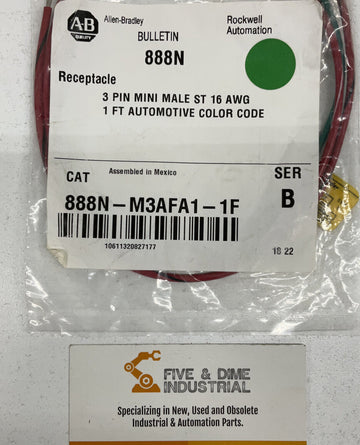 A-B
QUALITY
Allen-Bradley
Rockwell
Automation
BULLETIN
888N
Receptacle
3 PIN MINI MALE ST 16 AWG
1 FT AUTOMOTIVE COLOR CODE
Assembled in Mexico
CAT
SER
888N-M3AFA1-1F
B
10611320827177
18 22
FIVE & DIME
INDUSTRIAL
Specializing in New, Used and Obsolete
Industrial & Automation Parts.